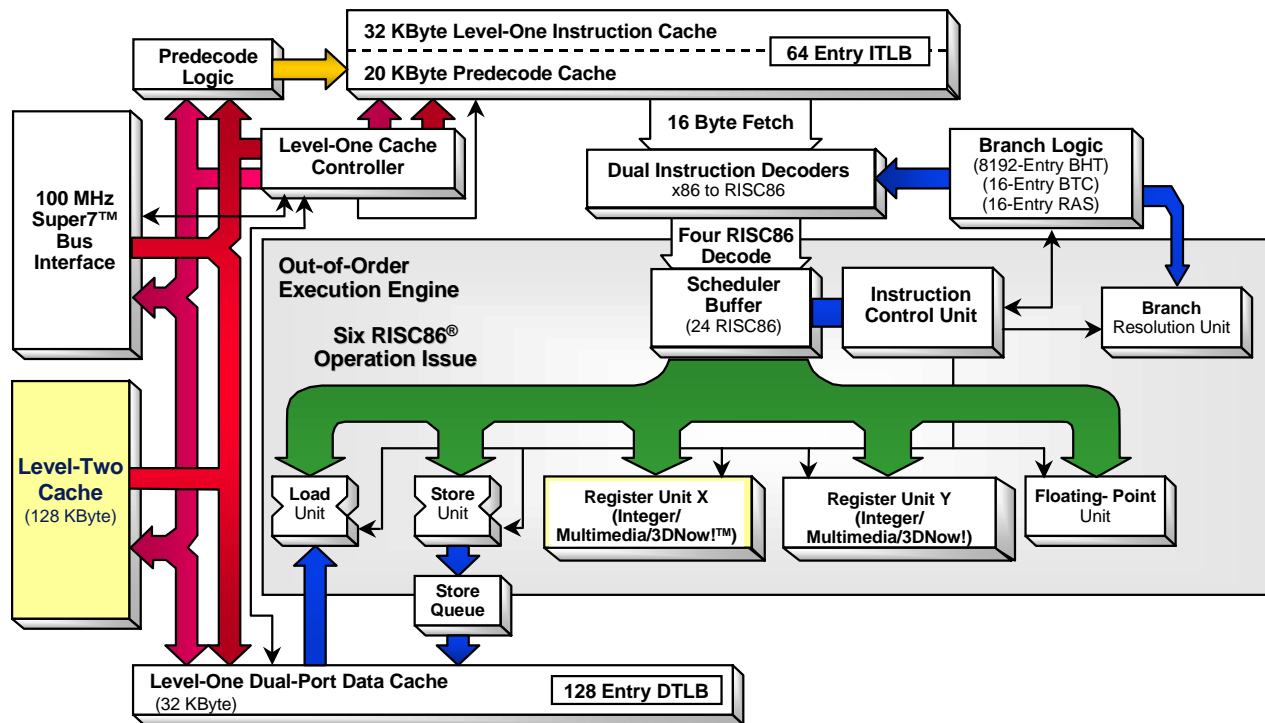 32 KByte Level-One Instruction Cache
20 KByte Predecode Cache
64 Entry ITLB
Predecode
Logic
16 Byte Fetch
Level-One Cache
Controller
Dual Instruction Decoders
x86 to RISC86
Branch Logic
(8192-Entry BHT)
(16-Entry BTC)
(16-Entry RAS)
100 MHz
Super7™
Bus
Interface
Four RISC86
Decode
Out-of-Order
Execution Engine
Scheduler
Buffer
(24 RISC86)
Instruction
Control Unit
Branch
Resolution Unit
Six RISC86®
Operation Issue
Level-Two
Cache
(128 KByte)
Load
Unit
Store
Unit
Register Unit X
(Integer/
Multimedia/3DNow!™)
Register Unit Y
(Integer/
Multimedia/3DNow!)
Floating- Point
Unit
Store
Queue
Level-One Dual-Port Data Cache
(32 KByte)
128 Entry DTLB